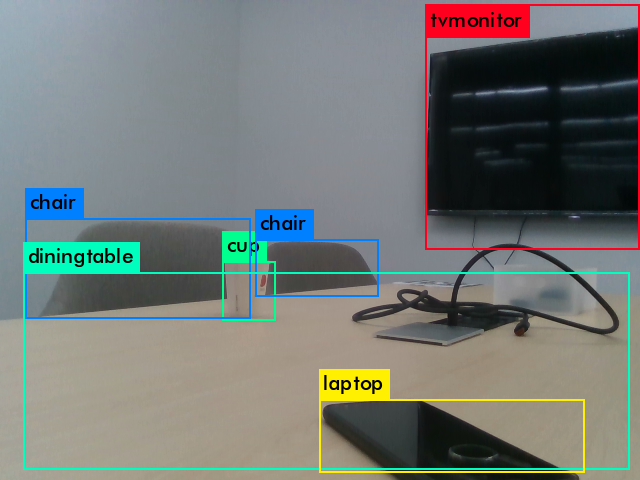 tvmonitor
chair
chair
cup
diningtable
laptop